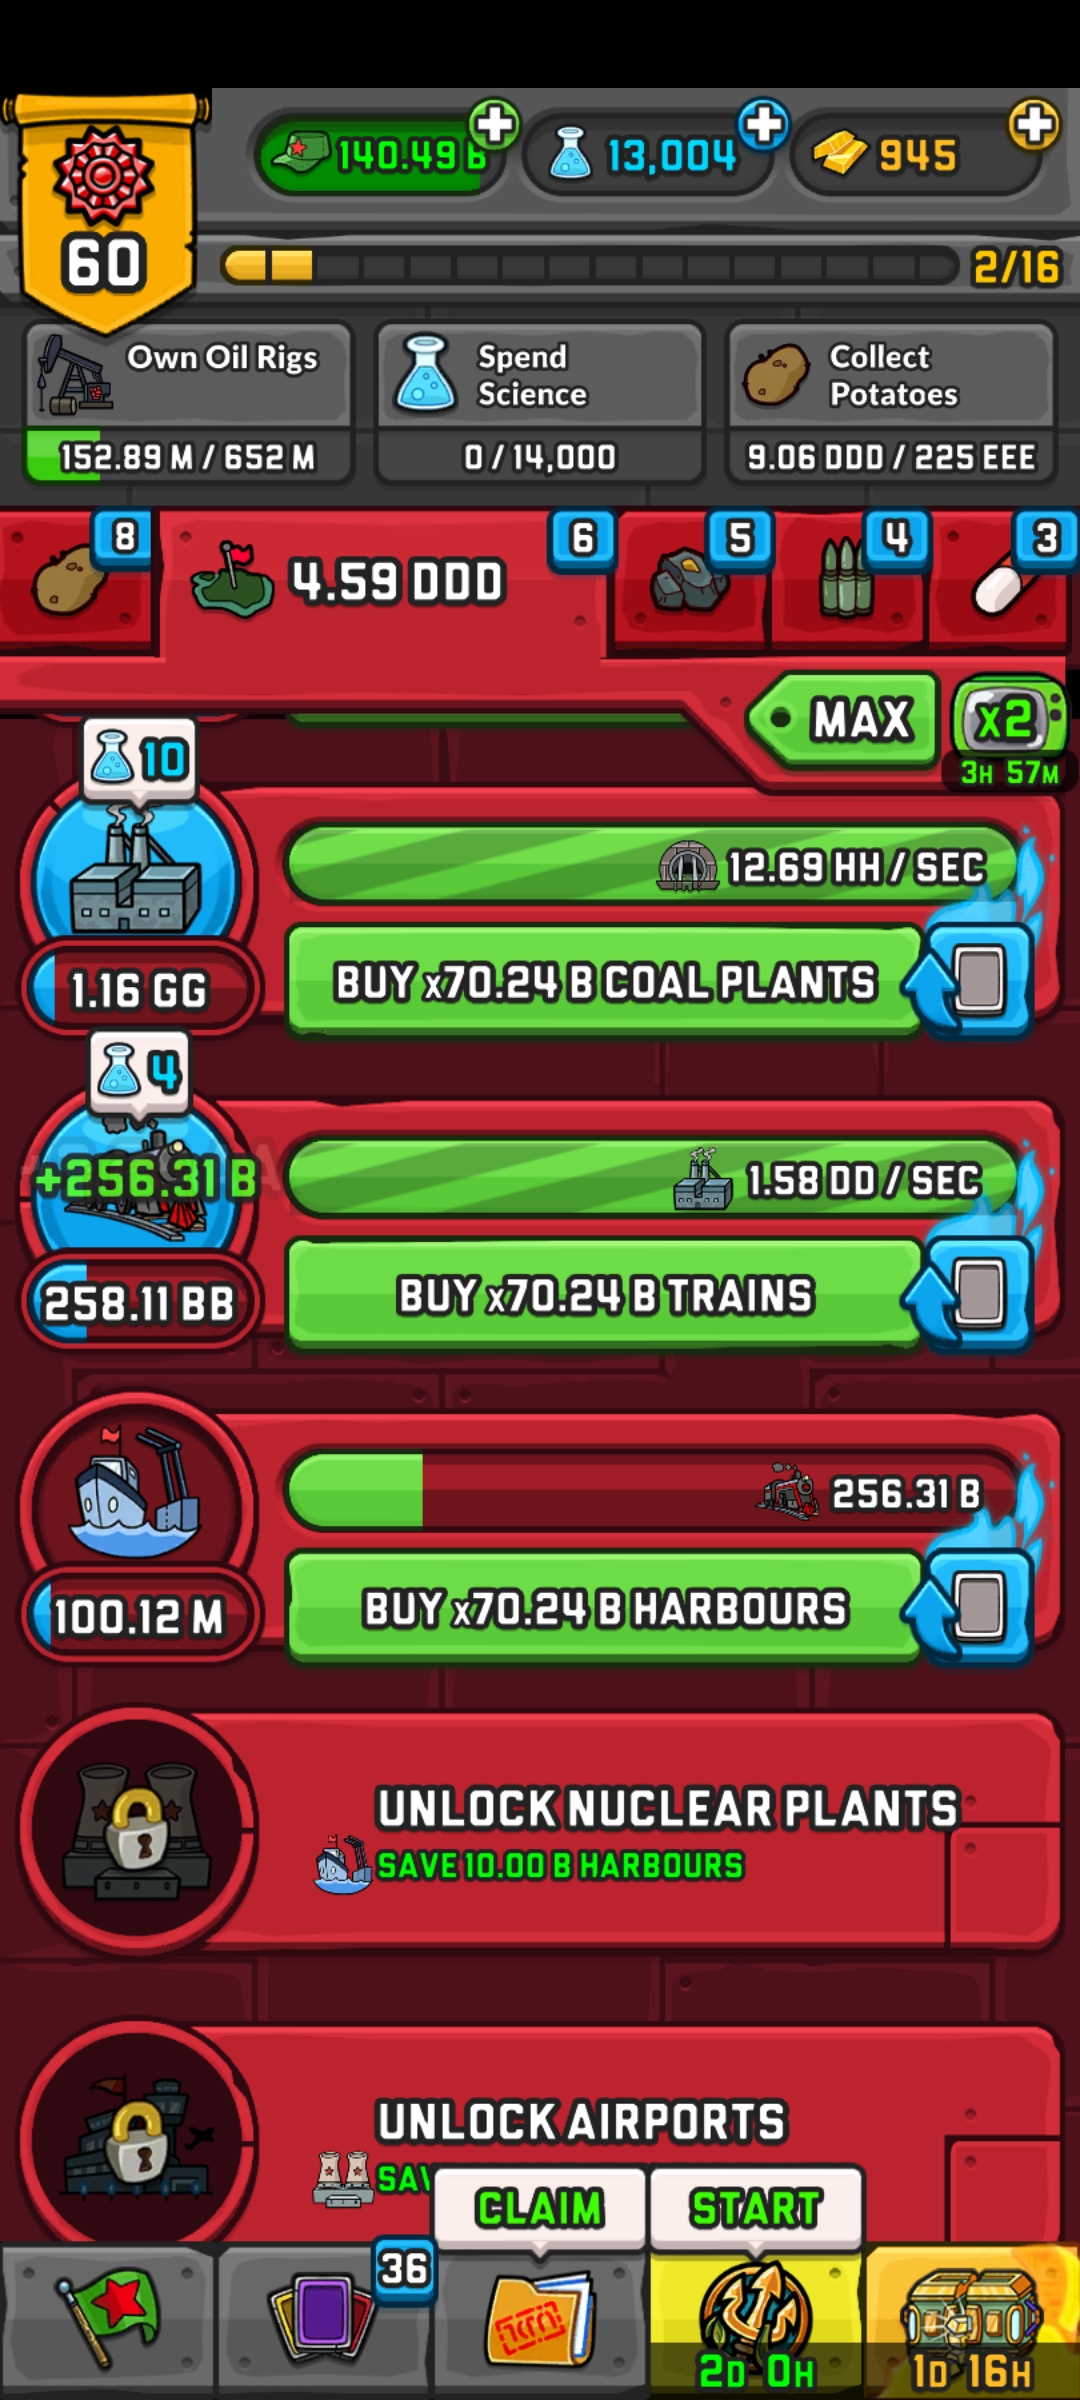 140.49 B
13,004
945
60
2/16
Own Oil Rigs
152.89 M / 652 M
Spend
Science
0 / 14,000
Collect
Potatoes
9.06 DDD / 225 EEE
8
4.59 DDD
6
5
4
3
MAX
x2
3H 57M
10
12.69 HH / SEC
1.16 GG
BUY x70.24 B COAL PLANTS
4
+256.31 B
1.58 DD / SEC
258.11 BB
BUY x70.24 B TRAINS
256.31 B
100.12 M
BUY x70.24 B HARBOURS
UNLOCK NUCLEAR PLANTS
SAVE 10.00 B HARBOURS
UNLOCK AIRPORTS
CLAIM
START
36
2D 0H
1D 16H